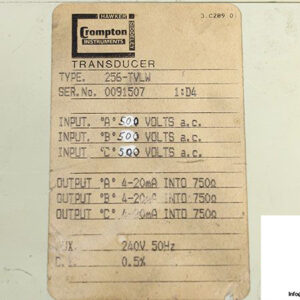 3.C289.0
HAWKER
SIDDELEY
Crompton
INSTRUMENTS
TRANSDUCER
TYPE. 256-TVLW
SER.No. 0091507 1:D4
INPUT. "A" 500 VOLTS a.c.
INPUT. "B" 500 VOLTS a.c.
INPUT. "C" 500 VOLTS a.c.
OUTPUT "A" 4-20mA INTO 750Ω
OUTPUT "B" 4-20mA INTO 750Ω
OUTPUT "C" 4-20mA INTO 750Ω
AUX. 240V 50Hz
0.5%